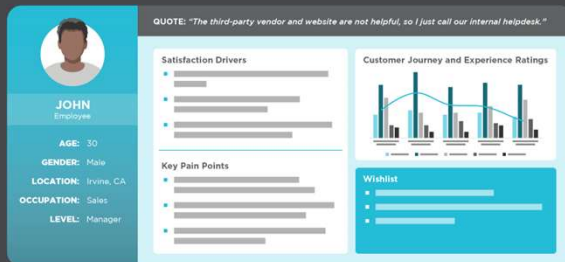 QUOTE: "The third-party vendor and website are not helpful, so I just call our internal helpdesk."
JOHN
Employee
AGE: 30
GENDER: Male
LOCATION: Irvine, CA
OCCUPATION: Sales
LEVEL: Manager
Satisfaction Drivers
Key Pain Points
Customer Journey and Experience Ratings
Wishlist